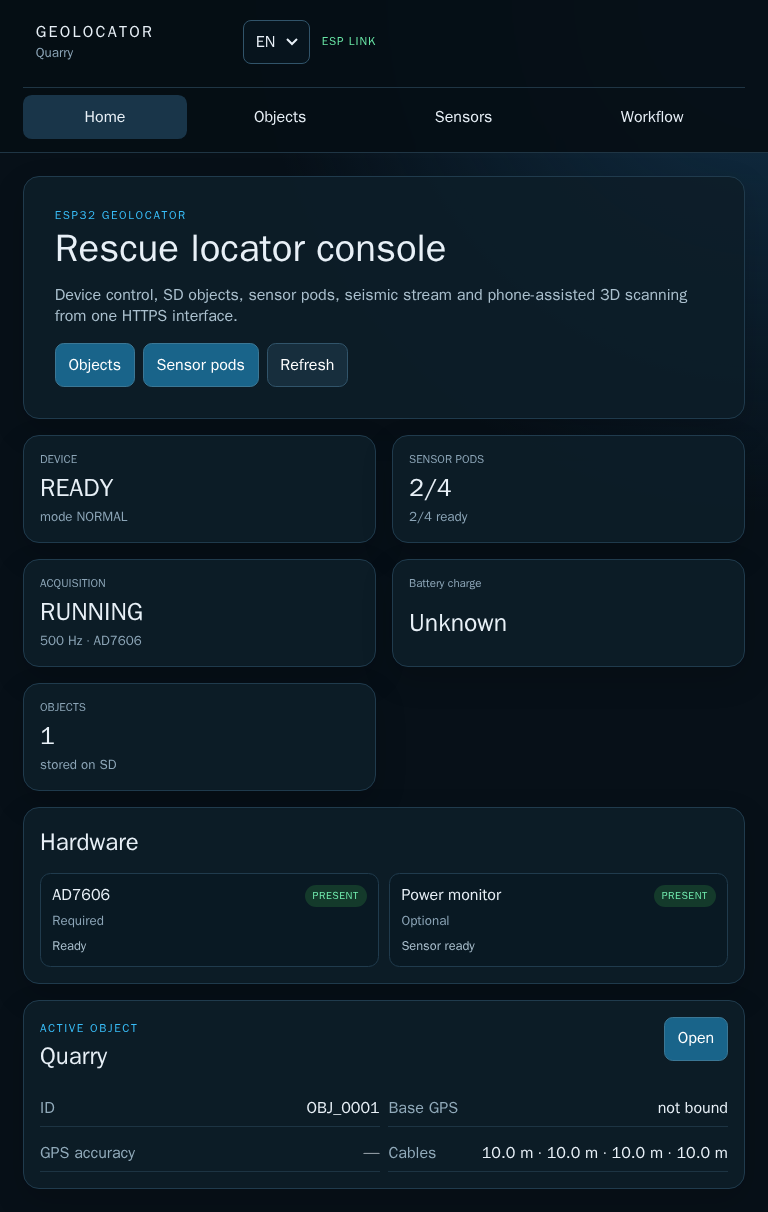 GEOLOCATOR
Quarry
EN
ESP LINK
Home
Objects
Sensors
Workflow
ESP32 GEOLOCATOR
Rescue locator console
Device control, SD objects, sensor pods, seismic stream and phone-assisted 3D scanning
from one HTTPS interface.
Objects
Sensor pods
Refresh
DEVICE
READY
mode NORMAL
SENSOR PODS
2/4
2/4 ready
ACQUISITION
RUNNING
500 Hz · AD7606
Battery charge
Unknown
OBJECTS
1
stored on SD
Hardware
AD7606
PRESENT
Required
Ready
Power monitor
PRESENT
Optional
Sensor ready
ACTIVE OBJECT
Quarry
Open
ID OBJ_0001
Base GPS not bound
GPS accuracy —
Cables 10.0 m · 10.0 m · 10.0 m · 10.0 m